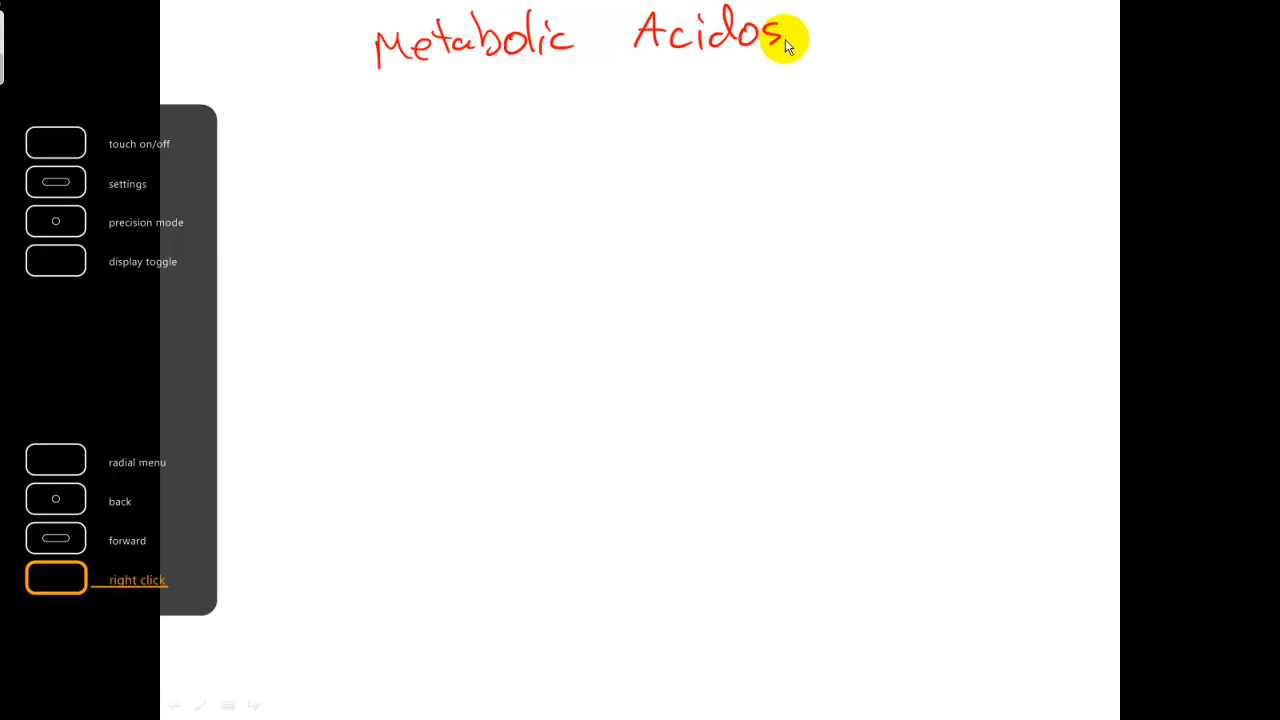 Metabolic Acidos
touch on/off
settings
precision mode
display toggle
radial menu
back
forward
right click